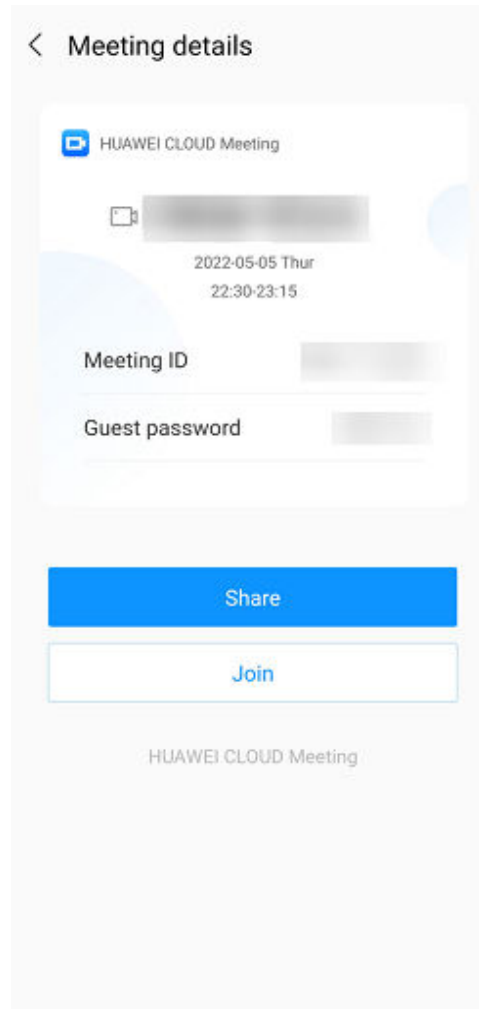 Meeting details
HUAWEI CLOUD Meeting
2022-05-05 Thur
22:30-23:15
Meeting ID
Guest password
Share
Join
HUAWEI CLOUD Meeting